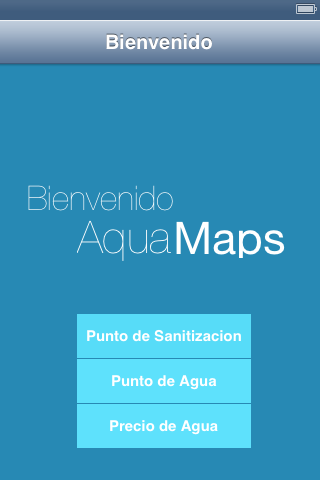 Bienvenido
Bienvenido
AquaMaps
Punto de Sanitizacion
Punto de Agua
Precio de Agua